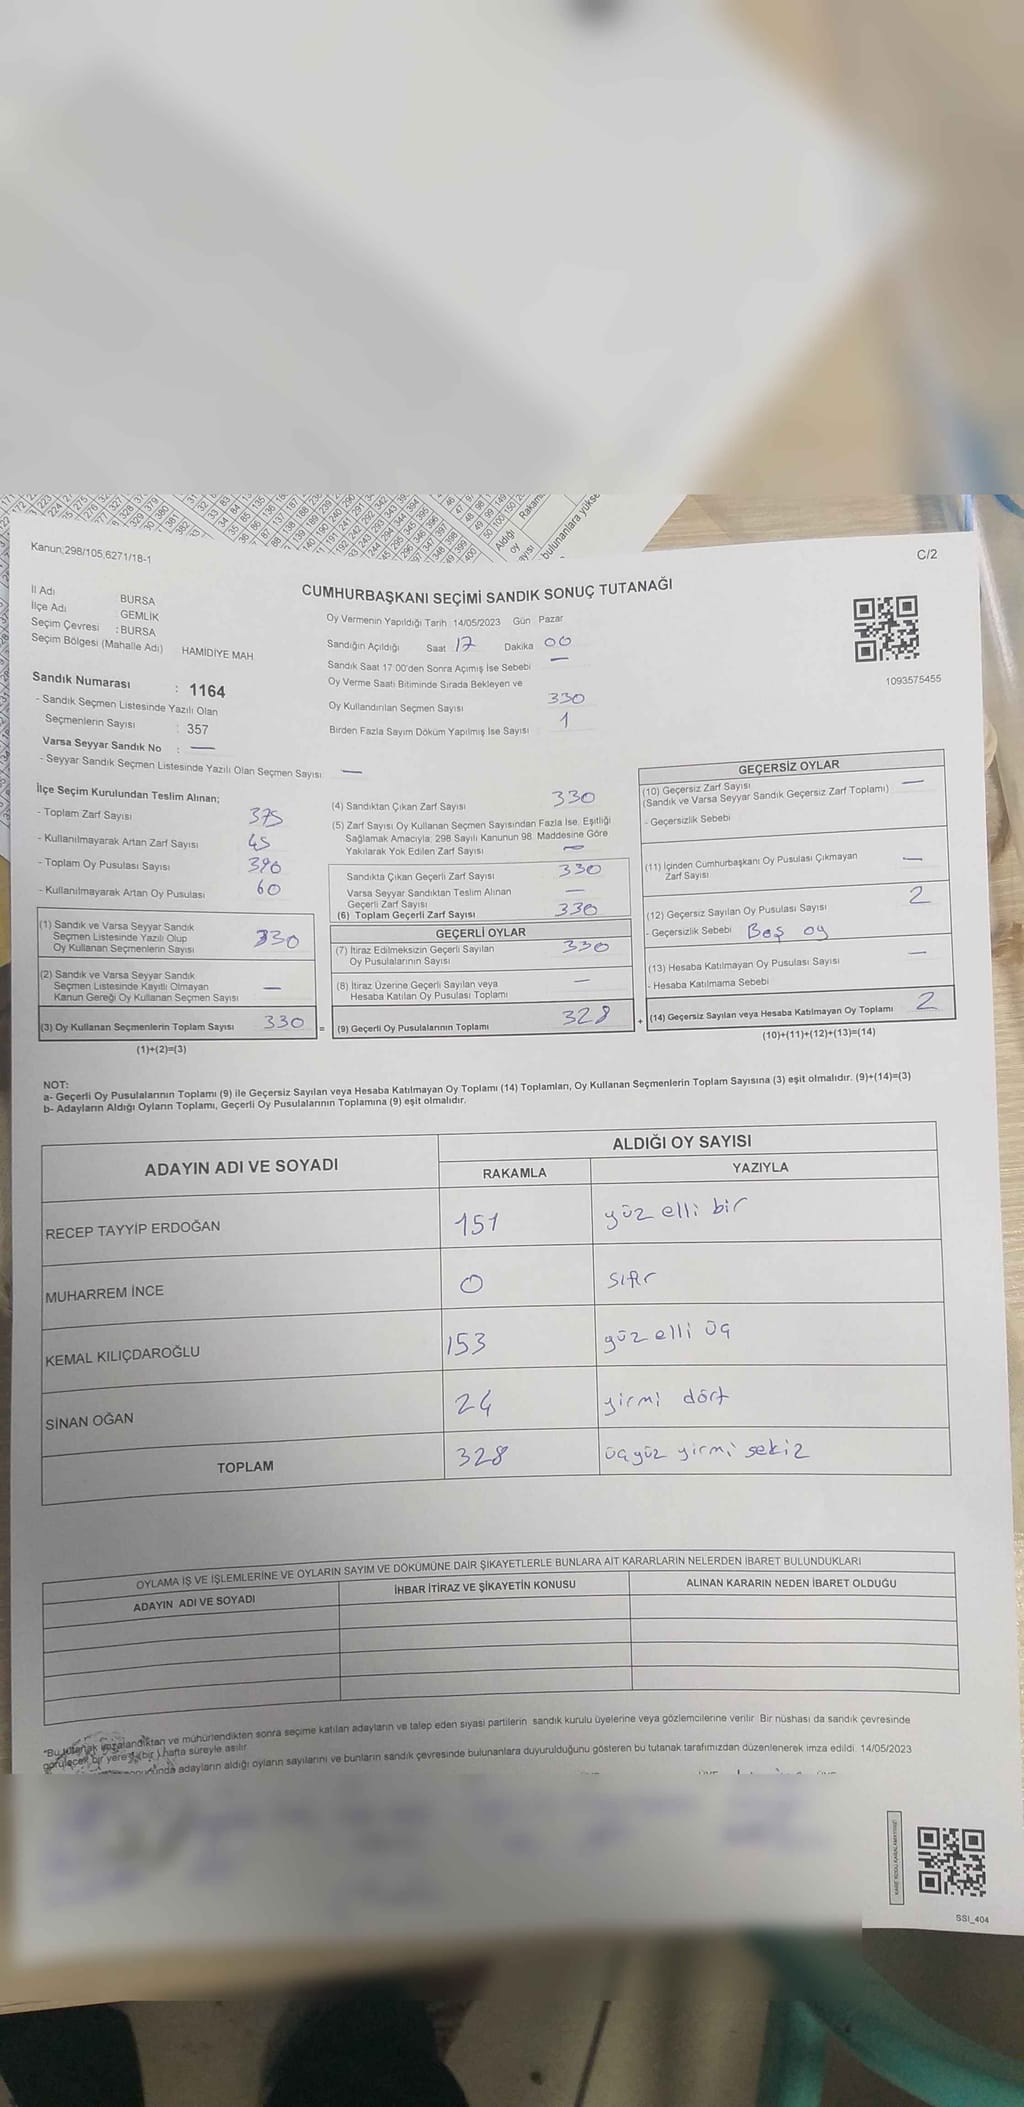 Kanun;298/105,6271/18-1
C/2
CUMHURBAŞKANI SEÇİMİ SANDIK SONUÇ TUTANAĞI
İl Adı BURSA
İlçe Adı GEMLİK
Seçim Çevresi : BURSA
Seçim Bölgesi (Mahalle Adı) HAMİDİYE MAH
Sandık Numarası : 1164
- Sandık Seçmen Listesinde Yazılı Olan
Seçmenlerin Sayısı : 357
Varsa Seyyar Sandık No : —
- Seyyar Sandık Seçmen Listesinde Yazılı Olan Seçmen Sayısı —
Oy Vermenin Yapıldığı Tarih 14/05/2023 Gün Pazar
Sandığın Açıldığı Saat 17 Dakika 00
Sandık Saat 17 00'den Sonra Açımış İse Sebebi —
Oy Verme Saati Bitiminde Sırada Bekleyen ve
Oy Kullandırılan Seçmen Sayısı 330
Birden Fazla Sayım Döküm Yapılmış İse Sayısı 1
1093575455
İlçe Seçim Kurulundan Teslim Alınan;
- Toplam Zarf Sayısı 375
- Kullanılmayarak Artan Zarf Sayısı 45
- Toplam Oy Pusulası Sayısı 390
- Kullanılmayarak Artan Oy Pusulası 60
(1) Sandık ve Varsa Seyyar Sandık
Seçmen Listesinde Yazılı Olup
Oy Kullanan Seçmenlerin Sayısı 330
(2) Sandık ve Varsa Seyyar Sandık
Seçmen Listesinde Kayıtlı Olmayan
Kanun Gereği Oy Kullanan Seçmen Sayısı —
(3) Oy Kullanan Seçmenlerin Toplam Sayısı 330 =
(1)+(2)=(3)
(4) Sandıktan Çıkan Zarf Sayısı 330
(5) Zarf Sayısı Oy Kullanan Seçmen Sayısından Fazla İse, Eşitliği
Sağlamak Amacıyla; 298 Sayılı Kanunun 98. Maddesine Göre
Yakılarak Yok Edilen Zarf Sayısı —
Sandıkta Çıkan Geçerli Zarf Sayısı 330
Varsa Seyyar Sandıktan Teslim Alınan
Geçerli Zarf Sayısı —
(6) Toplam Geçerli Zarf Sayısı 330
GEÇERLİ OYLAR
(7) İtiraz Edilmeksizin Geçerli Sayılan
Oy Pusulalarının Sayısı 330
(8) İtiraz Üzerine Geçerli Sayılan veya
Hesaba Katılan Oy Pusulası Toplamı —
(9) Geçerli Oy Pusulalarının Toplamı 328 +
GEÇERSİZ OYLAR
(10) Geçersiz Zarf Sayısı —
(Sandık ve Varsa Seyyar Sandık Geçersiz Zarf Toplamı)
- Geçersizlik Sebebi
(11) İçinden Cumhurbaşkanı Oy Pusulası Çıkmayan
Zarf Sayısı —
(12) Geçersiz Sayılan Oy Pusulası Sayısı 2
- Geçersizlik Sebebi Boş oy
(13) Hesaba Katılmayan Oy Pusulası Sayısı —
- Hesaba Katılmama Sebebi
(14) Geçersiz Sayılan veya Hesaba Katılmayan Oy Toplamı 2
(10)+(11)+(12)+(13)=(14)
NOT:
a- Geçerli Oy Pusulalarının Toplamı (9) ile Geçersiz Sayılan veya Hesaba Katılmayan Oy Toplamı (14) Toplamları, Oy Kullanan Seçmenlerin Toplam Sayısına (3) eşit olmalıdır. (9)+(14)=(3)
b- Adayların Aldığı Oyların Toplamı, Geçerli Oy Pusulalarının Toplamına (9) eşit olmalıdır.
ADAYIN ADI VE SOYADI ALDIĞI OY SAYISI
RAKAMLA YAZIYLA
RECEP TAYYİP ERDOĞAN 151 yüz elli bir
MUHARREM İNCE 0 sıfır
KEMAL KILIÇDAROĞLU 153 yüz elli üç
SİNAN OĞAN 24 yirmi dört
TOPLAM 328 üçyüz yirmi sekiz
OYLAMA İŞ VE İŞLEMLERİNE VE OYLARIN SAYIM VE DÖKÜMÜNE DAİR ŞİKAYETLERLE BUNLARA AİT KARARLARIN NELERDEN İBARET BULUNDUKLARI
ADAYIN ADI VE SOYADI İHBAR İTİRAZ VE ŞİKAYETİN KONUSU ALINAN KARARIN NEDEN İBARET OLDUĞU
"Bu tutanak imzalandıktan ve mühürlendikten sonra seçime katılan adayların ve talep eden siyasi partilerin sandık kurulu üyelerine veya gözlemcilerine verilir Bir nüshası da sandık çevresinde
görülecek bir yere 1 (bir ) hafta süreyle asılır.
adayların aldığı oyların sayılarını ve bunların sandık çevresinde bulunanlara duyurulduğunu gösteren bu tutanak tarafımızdan düzenlenerek imza edildi. 14/05/2023
SSI_404